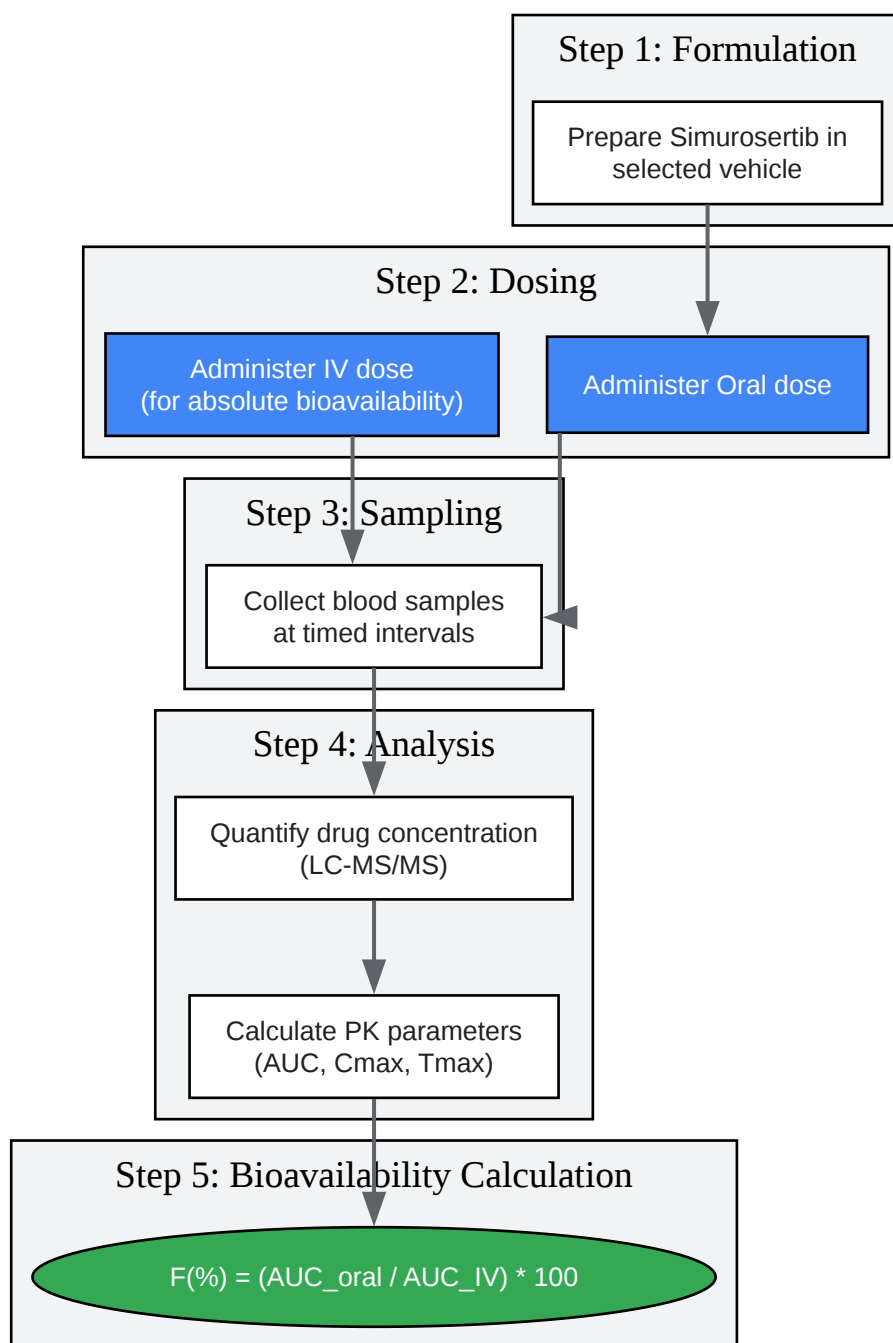 Step 1: Formulation
Prepare Simurosertib in
selected vehicle
Step 2: Dosing
Administer IV dose
(for absolute bioavailability)
Administer Oral dose
Step 3: Sampling
Collect blood samples
at timed intervals
Step 4: Analysis
Quantify drug concentration
(LC-MS/MS)
Calculate PK parameters
(AUC, Cmax, Tmax)
Step 5: Bioavailability Calculation
F(%) = (AUC_oral / AUC_IV) * 100